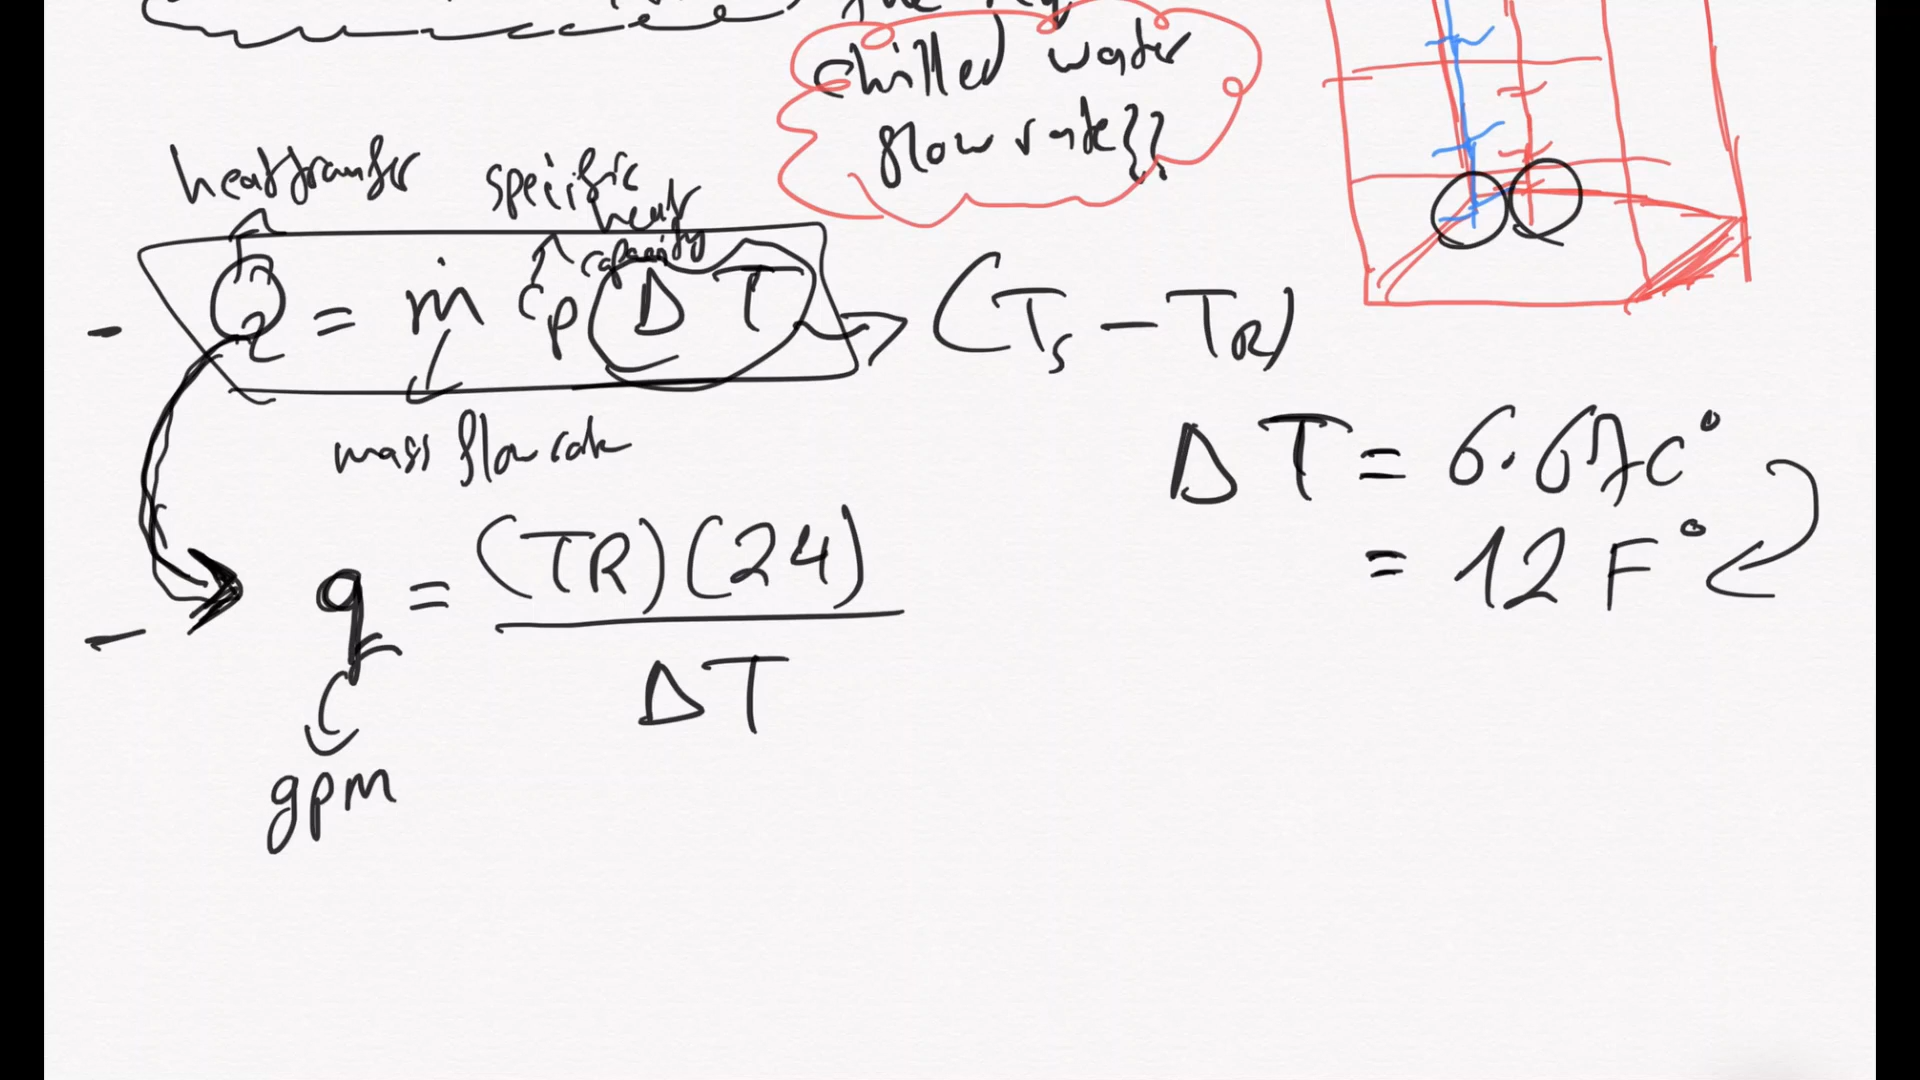 chilled water
flow rate??
heat transfer
specific
heat
capacity
- Q = ṁ Cp ΔT → (Ts - TR)
mass flow rate
ΔT = 6.67 C°
= 12 F°
- q = (TR)(24)
ΔT
gpm